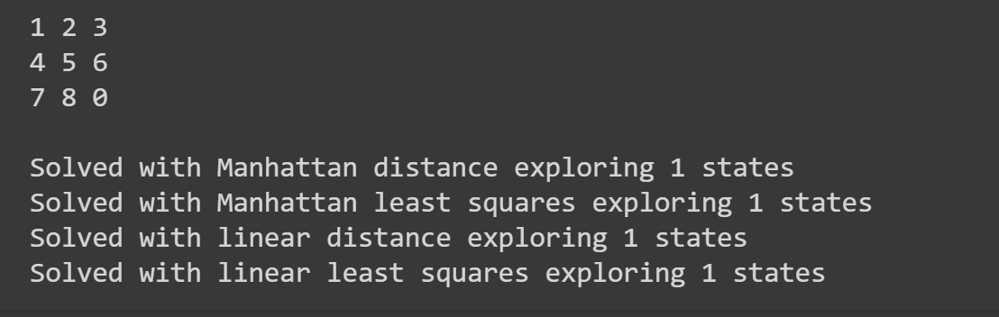 1 2 3
4 5 6
7 8 0
Solved with Manhattan distance exploring 1 states
Solved with Manhattan least squares exploring 1 states
Solved with linear distance exploring 1 states
Solved with linear least squares exploring 1 states